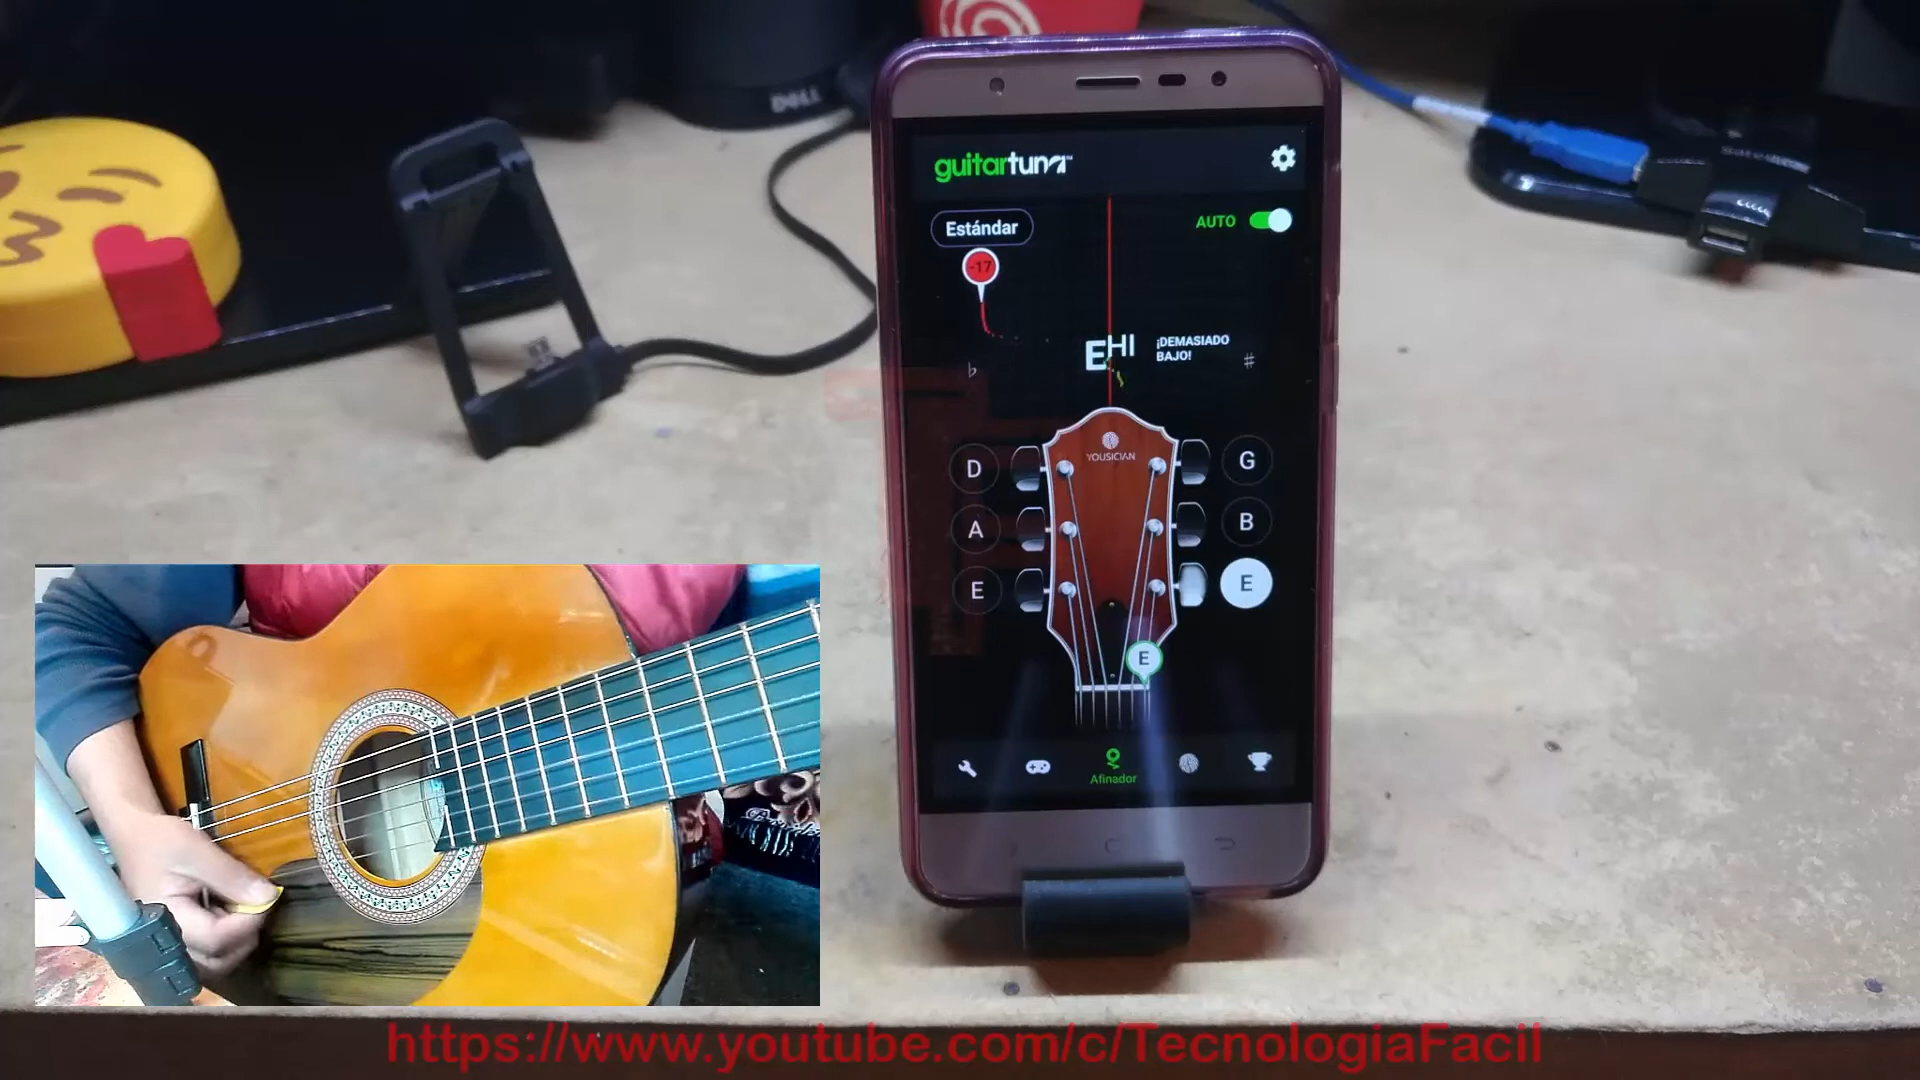 DELL
guitartuna
Estándar
AUTO
-17
EHI
¡DEMASIADO
BAJO!
♭
♯
YOUSICIAN
D
G
A
B
E
E
E
Afinador
https://www.youtube.com/c/TecnologiaFacil